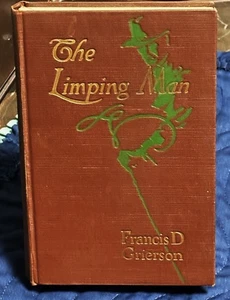 The
Limping Man
Francis D
Grierson